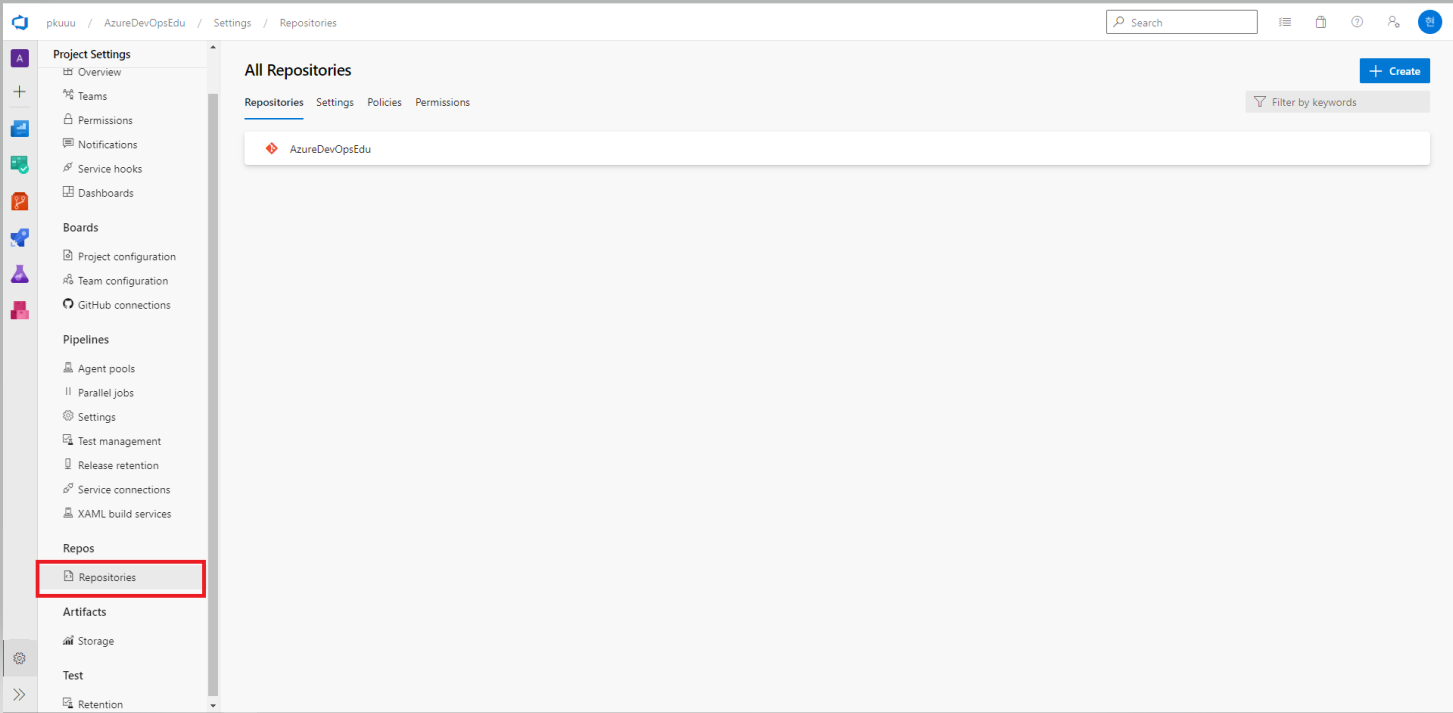 pkuuu / AzureDevOpsEdu / Settings / Repositories
Search
현
A
Project Settings
Overview
Teams
Permissions
Notifications
Service hooks
Dashboards
Boards
Project configuration
Team configuration
GitHub connections
Pipelines
Agent pools
Parallel jobs
Settings
Test management
Release retention
Service connections
XAML build services
Repos
Repositories
Artifacts
Storage
Test
Retention
All Repositories
Create
Repositories Settings Policies Permissions
Filter by keywords
AzureDevOpsEdu